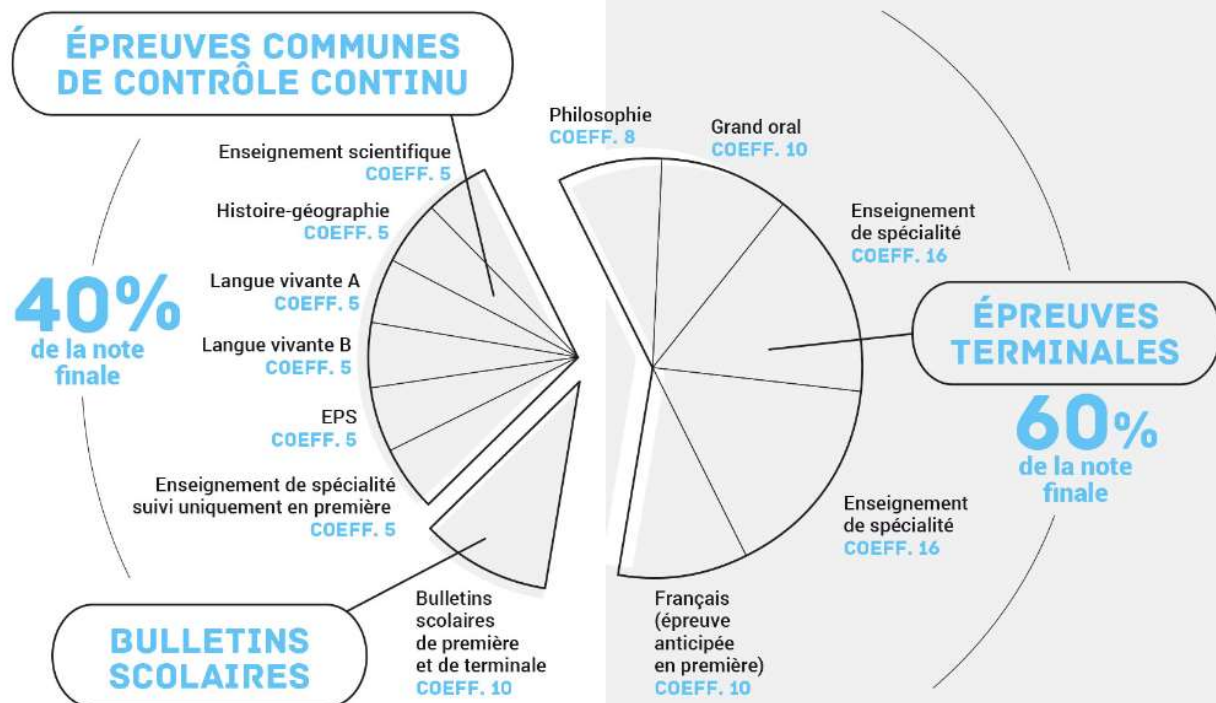 ÉPREUVES COMMUNES
DE CONTRÔLE CONTINU
Enseignement scientifique
COEFF. 5
Histoire-géographie
COEFF. 5
Langue vivante A
COEFF. 5
Langue vivante B
COEFF. 5
EPS
COEFF. 5
Enseignement de spécialité
suivi uniquement en première
COEFF. 5
40%
de la note
finale
BULLETINS
SCOLAIRES
Bulletins
scolaires
de première
et de terminale
COEFF. 10
Philosophie
COEFF. 8
Grand oral
COEFF. 10
Enseignement
de spécialité
COEFF. 16
ÉPREUVES
TERMINALES
60%
de la note
finale
Enseignement
de spécialité
COEFF. 16
Français
(épreuve
anticipée
en première)
COEFF. 10